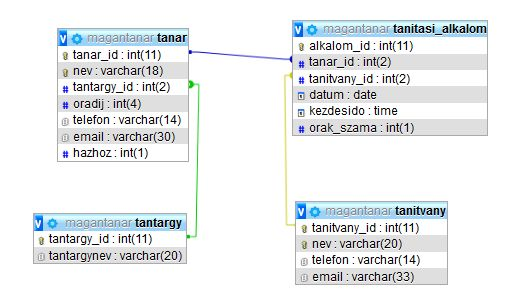 magantanar tanar
tanar_id : int(11)
nev : varchar(18)
tantargy_id : int(2)
oradij : int(4)
telefon : varchar(14)
email : varchar(30)
hazhoz : int(1)
magantanar tanitasi_alkalom
alkalom_id : int(11)
tanar_id : int(2)
tanitvany_id : int(2)
datum : date
kezdesido : time
orak_szama : int(1)
magantanar tantargy
tantargy_id : int(11)
tantargynev : varchar(20)
magantanar tanitvany
tanitvany_id : int(11)
nev : varchar(20)
telefon : varchar(14)
email : varchar(33)